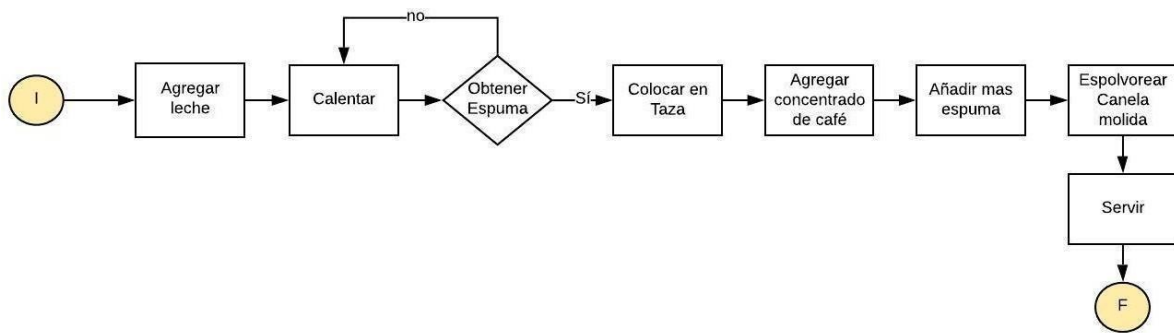 no
I
Agregar
leche
Calentar
Obtener
Espuma
Sí
Colocar en
Taza
Agregar
concentrado
de café
Añadir mas
espuma
Espolvorear
Canela
molida
Servir
F